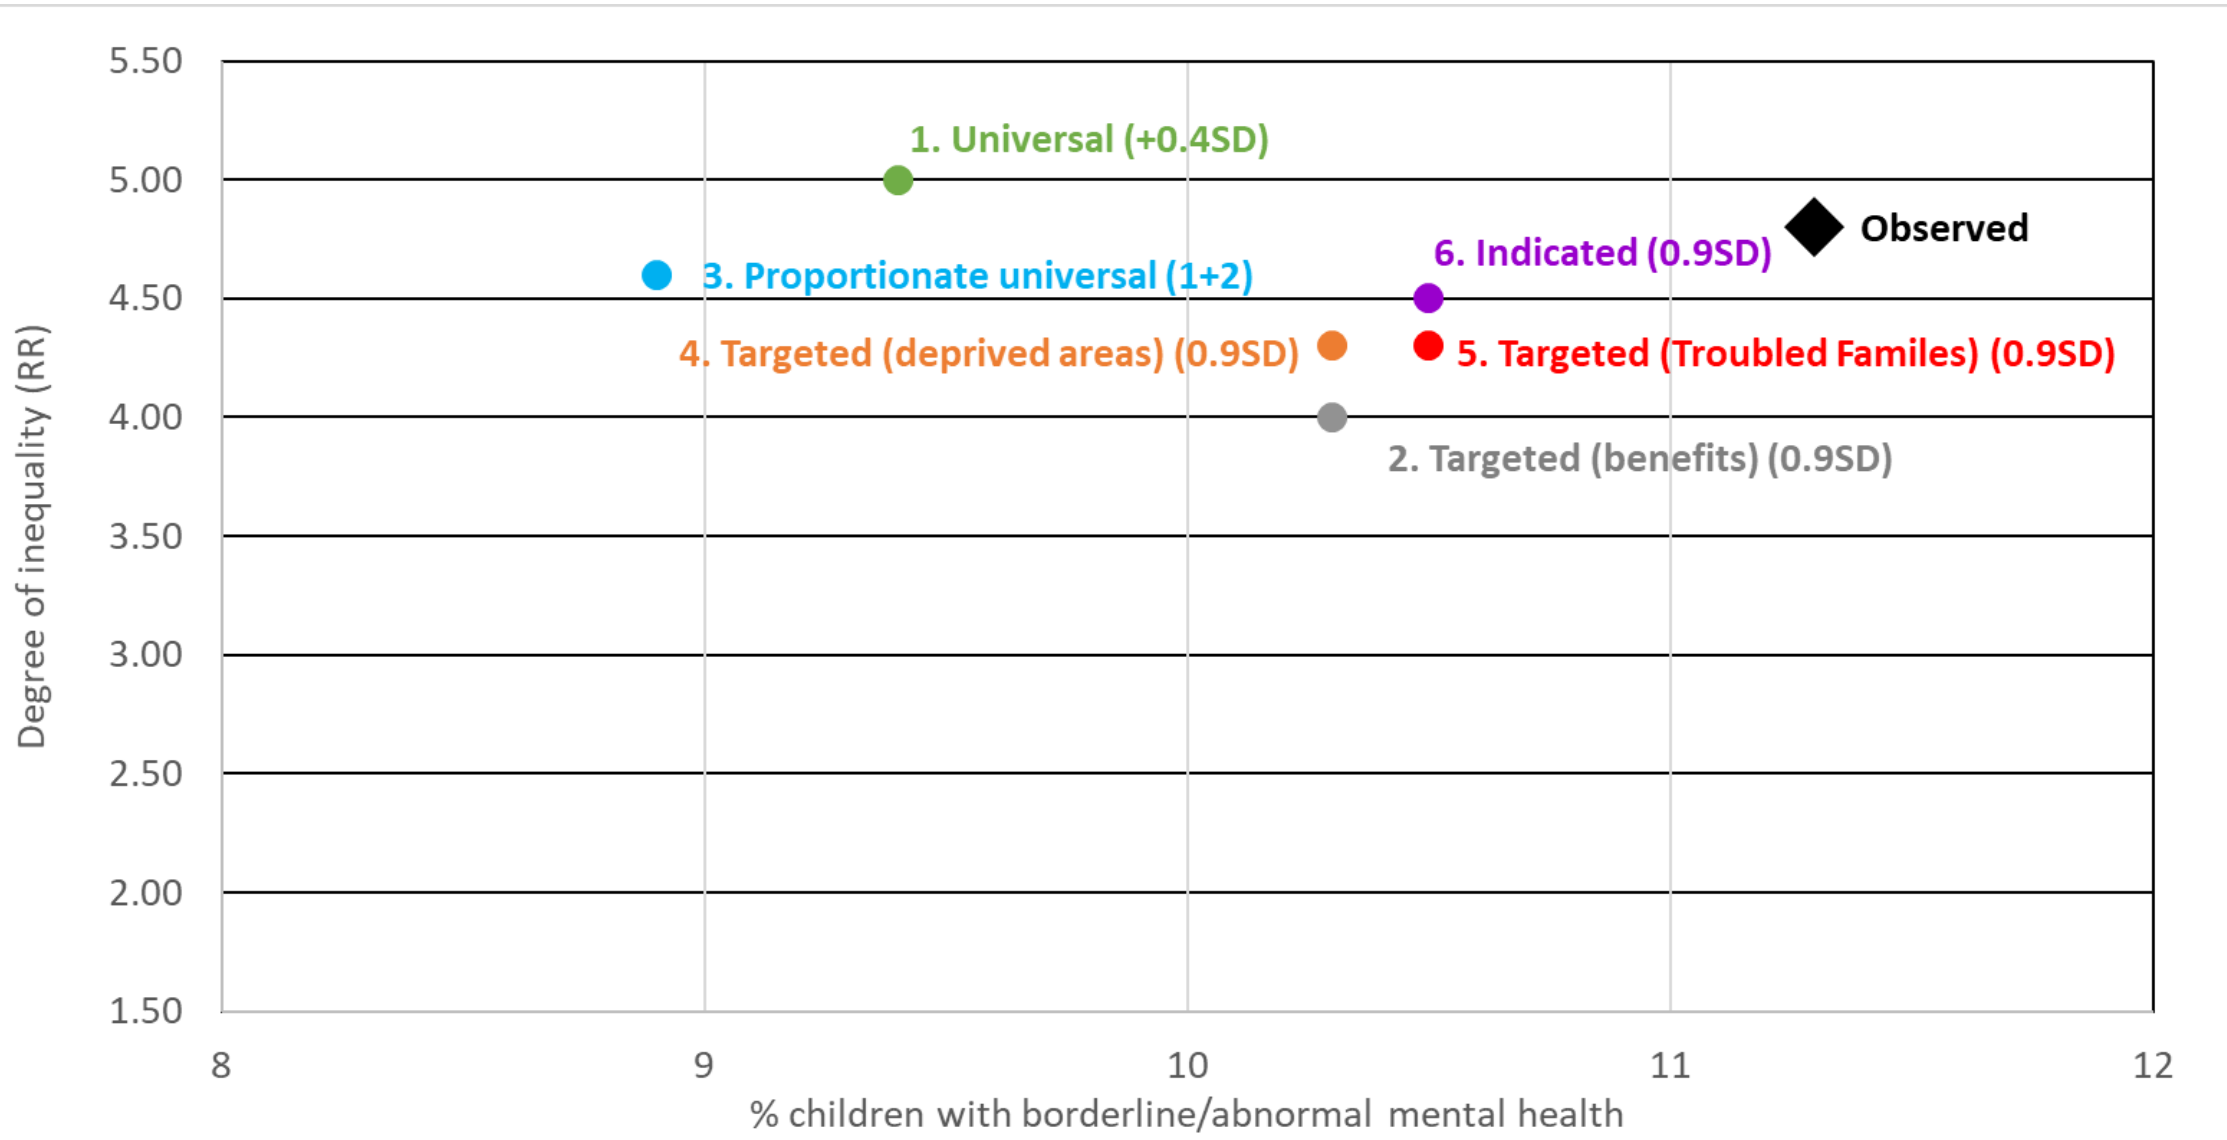 5.50
1. Universal (+0.4SD)
5.00
Observed
6. Indicated (0.9SD)
3. Proportionate universal (1+2)
4.50
4. Targeted (deprived areas) (0.9SD)
5. Targeted (Troubled Familes) (0.9SD)
4.00
2. Targeted (benefits) (0.9SD)
3.50
3.00
2.50
2.00
1.50
Degree of inequality (RR)
8 9 10 11 12
% children with borderline/abnormal mental health